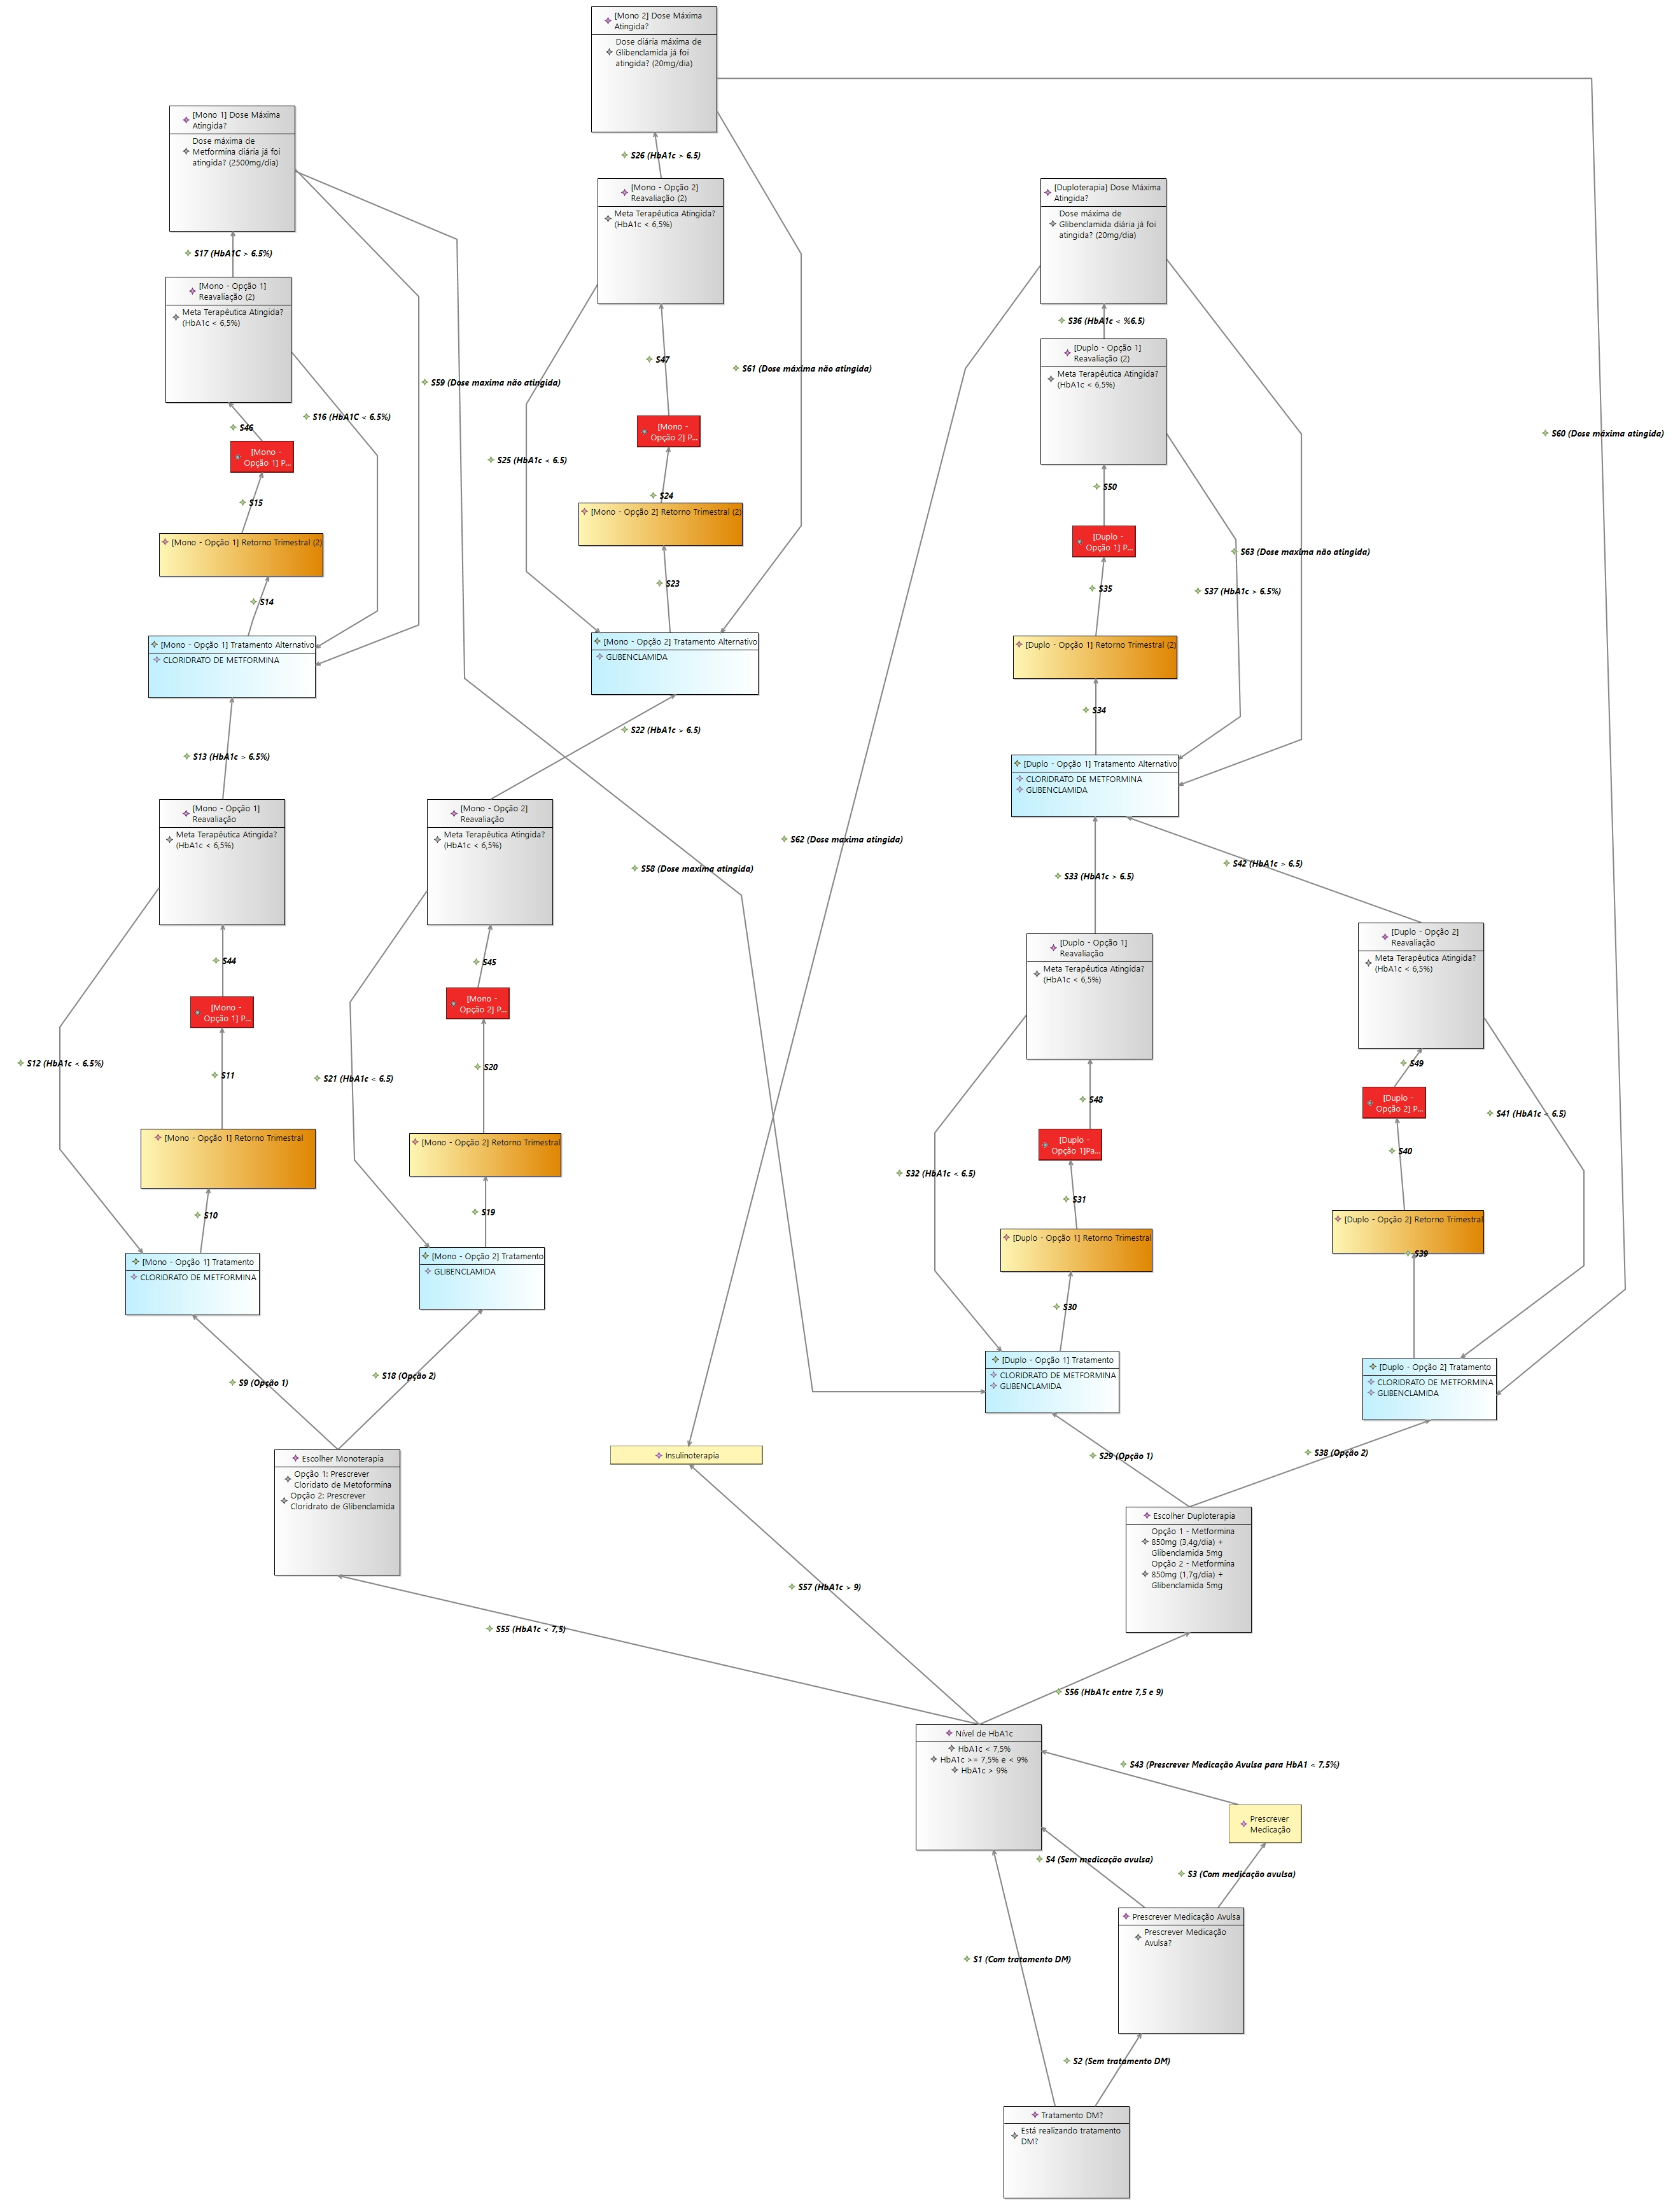 [Mono 2] Dose Máxima
Atingida?
Dose diária máxima de
Glibenclamida já foi
atingida? (20mg/dia)
[Mono 1] Dose Máxima
Atingida?
Dose máxima de
Metformina diária já foi
atingida? (2500mg/dia)
S26 (HbA1c > 6.5)
[Mono - Opção 2]
Reavaliação (2)
Meta Terapêutica Atingida?
(HbA1c < 6,5%)
[Duploterapia] Dose Máxima
Atingida?
Dose máxima de
Glibenclamida diária já foi
atingida? (20mg/dia)
S17 (HbA1C > 6.5%)
[Mono - Opção 1]
Reavaliação (2)
Meta Terapêutica Atingida?
(HbA1c < 6,5%)
S36 (HbA1c < %6.5)
[Duplo - Opção 1]
Reavaliação (2)
Meta Terapêutica Atingida?
(HbA1c < 6,5%)
S47
S61 (Dose máxima não atingida)
S59 (Dose maxima não atingida)
S16 (HbA1C < 6.5%)
S46
[Mono -
Opção 2] P...
S60 (Dose máxima atingida)
[Mono -
Opção 1] P...
S25 (HbA1c < 6.5)
S50
S24
S15
[Mono - Opção 2] Retorno Trimestral (2)
[Duplo -
Opção 1] P...
[Mono - Opção 1] Retorno Trimestral (2)
S63 (Dose maxima não atingida)
S23
S35
S37 (HbA1c > 6.5%)
S14
[Mono - Opção 1] Tratamento Alternativo
CLORIDRATO DE METFORMINA
[Mono - Opção 2] Tratamento Alternativo
GLIBENCLAMIDA
[Duplo - Opção 1] Retorno Trimestral (2)
S34
S22 (HbA1c > 6.5)
S13 (HbA1c > 6.5%)
[Duplo - Opção 1] Tratamento Alternativo
CLORIDRATO DE METFORMINA
GLIBENCLAMIDA
[Mono - Opção 1]
Reavaliação
Meta Terapêutica Atingida?
(HbA1c < 6,5%)
[Mono - Opção 2]
Reavaliação
Meta Terapêutica Atingida?
(HbA1c < 6,5%)
S62 (Dose maxima atingida)
S58 (Dose maxima atingida)
S33 (HbA1c > 6.5)
S42 (HbA1c > 6.5)
[Duplo - Opção 1]
Reavaliação
Meta Terapêutica Atingida?
(HbA1c < 6,5%)
[Duplo - Opção 2]
Reavaliação
Meta Terapêutica Atingida?
(HbA1c < 6,5%)
S44
S45
[Mono -
Opção 1] P...
[Mono -
Opção 2] P...
S12 (HbA1c < 6.5%)
S11
S20
S21 (HbA1c < 6.5)
S49
S48
[Duplo -
Opção 2] P...
S41 (HbA1c < 6.5)
[Mono - Opção 1] Retorno Trimestral
[Mono - Opção 2] Retorno Trimestral
[Duplo -
Opção 1]Pa...
S40
S32 (HbA1c < 6.5)
S31
S10
S19
[Duplo - Opção 1] Retorno Trimestral
[Duplo - Opção 2] Retorno Trimestral
S39
[Mono - Opção 1] Tratamento
CLORIDRATO DE METFORMINA
[Mono - Opção 2] Tratamento
GLIBENCLAMIDA
S30
[Duplo - Opção 1] Tratamento
CLORIDRATO DE METFORMINA
GLIBENCLAMIDA
[Duplo - Opção 2] Tratamento
CLORIDRATO DE METFORMINA
GLIBENCLAMIDA
S9 (Opção 1)
S18 (Opção 2)
Escolher Monoterapia
Opção 1: Prescrever
Cloridato de Metoformina
Opção 2: Prescrever
Cloridrato de Glibenclamida
Insulinoterapia
S29 (Opção 1)
S38 (Opção 2)
Escolher Duploterapia
Opção 1 - Metformina
850mg (3,4g/dia) +
Glibenclamida 5mg
Opção 2 - Metformina
850mg (1,7g/dia) +
Glibenclamida 5mg
S57 (HbA1c > 9)
S55 (HbA1c < 7,5)
S56 (HbA1c entre 7,5 e 9)
Nível de HbA1c
HbA1c < 7,5%
HbA1c >= 7,5% e < 9%
HbA1c > 9%
S43 (Prescrever Medicação Avulsa para HbA1 < 7,5%)
Prescrever
Medicação
S4 (Sem medicação avulsa)
S3 (Com medicação avulsa)
Prescrever Medicação Avulsa
Prescrever Medicação
Avulsa?
S1 (Com tratamento DM)
S2 (Sem tratamento DM)
Tratamento DM?
Está realizando tratamento
DM?